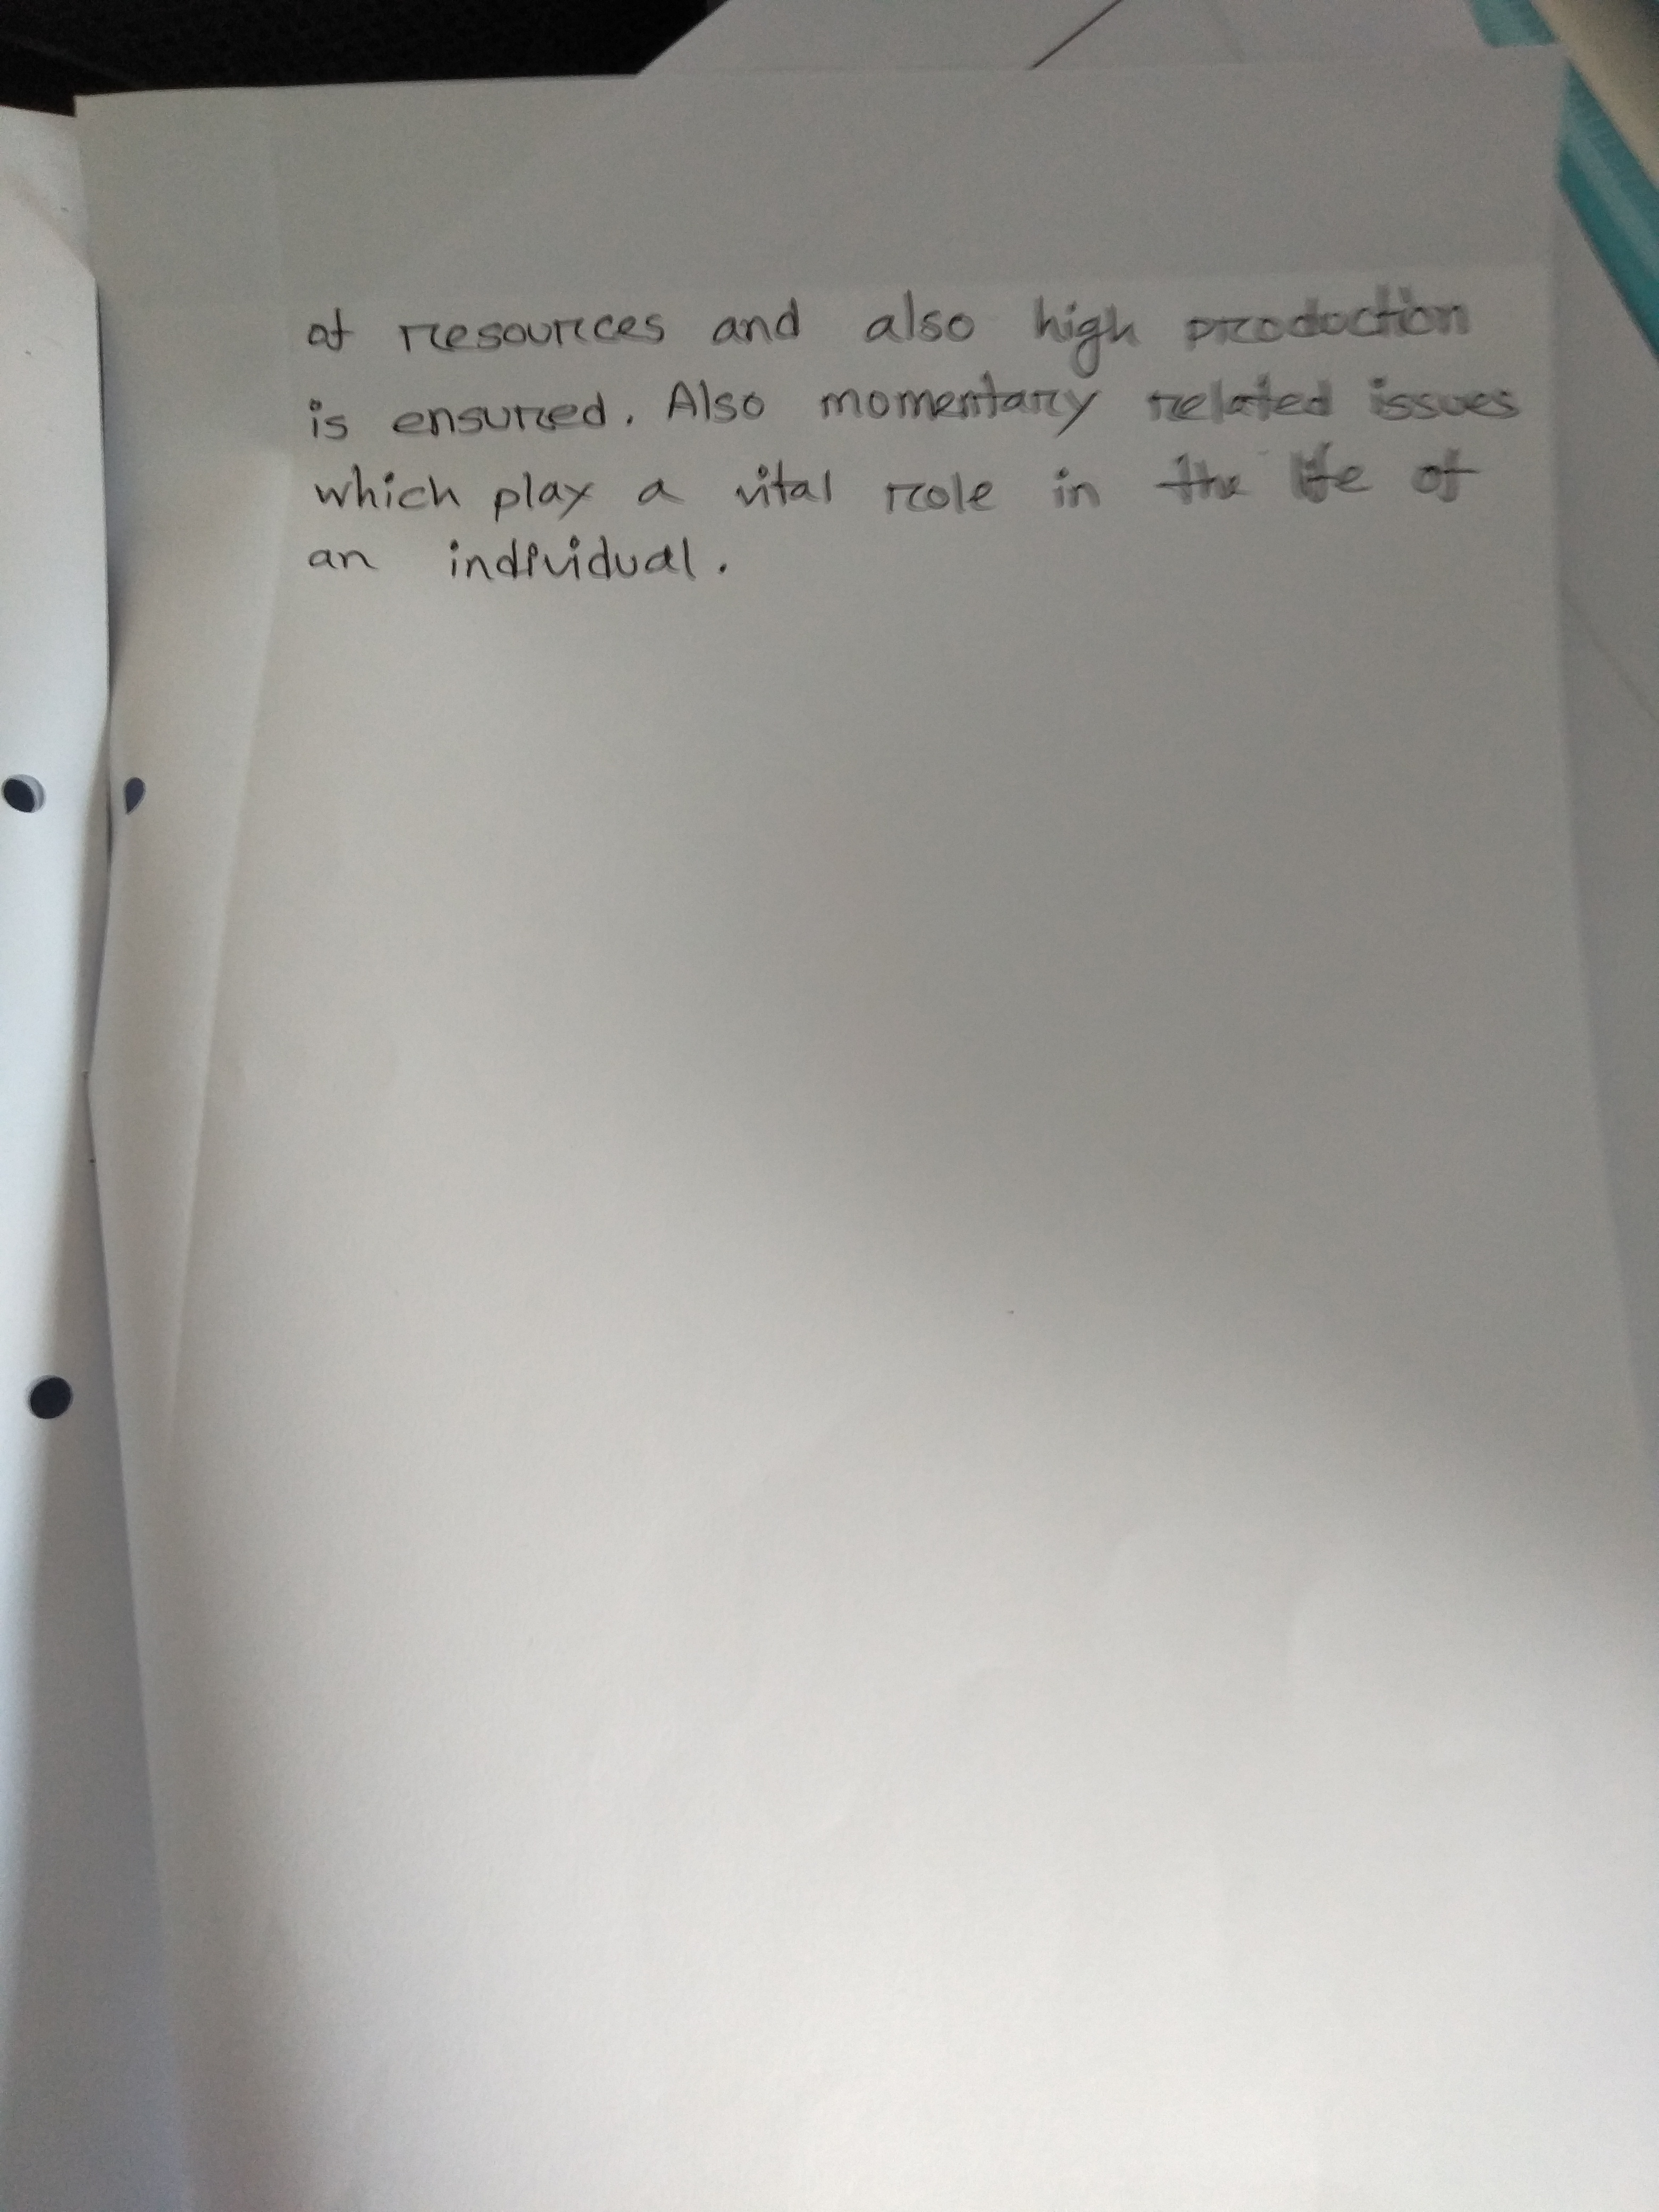 of resources and also high production
is ensured. Also momentary related issues
which play a vital role in the life of
an individual.